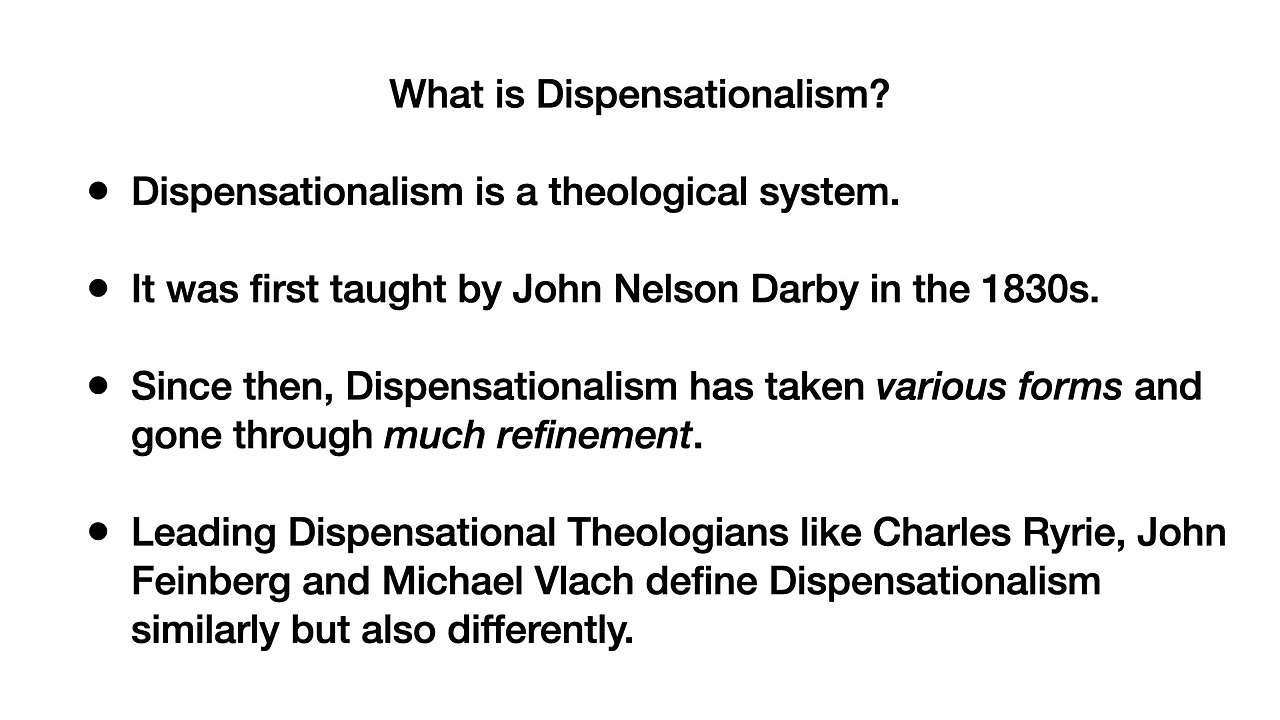 What is Dispensationalism?
• Dispensationalism is a theological system.
• It was first taught by John Nelson Darby in the 1830s.
• Since then, Dispensationalism has taken various forms and
gone through much refinement.
• Leading Dispensational Theologians like Charles Ryrie, John
Feinberg and Michael Vlach define Dispensationalism
similarly but also differently.